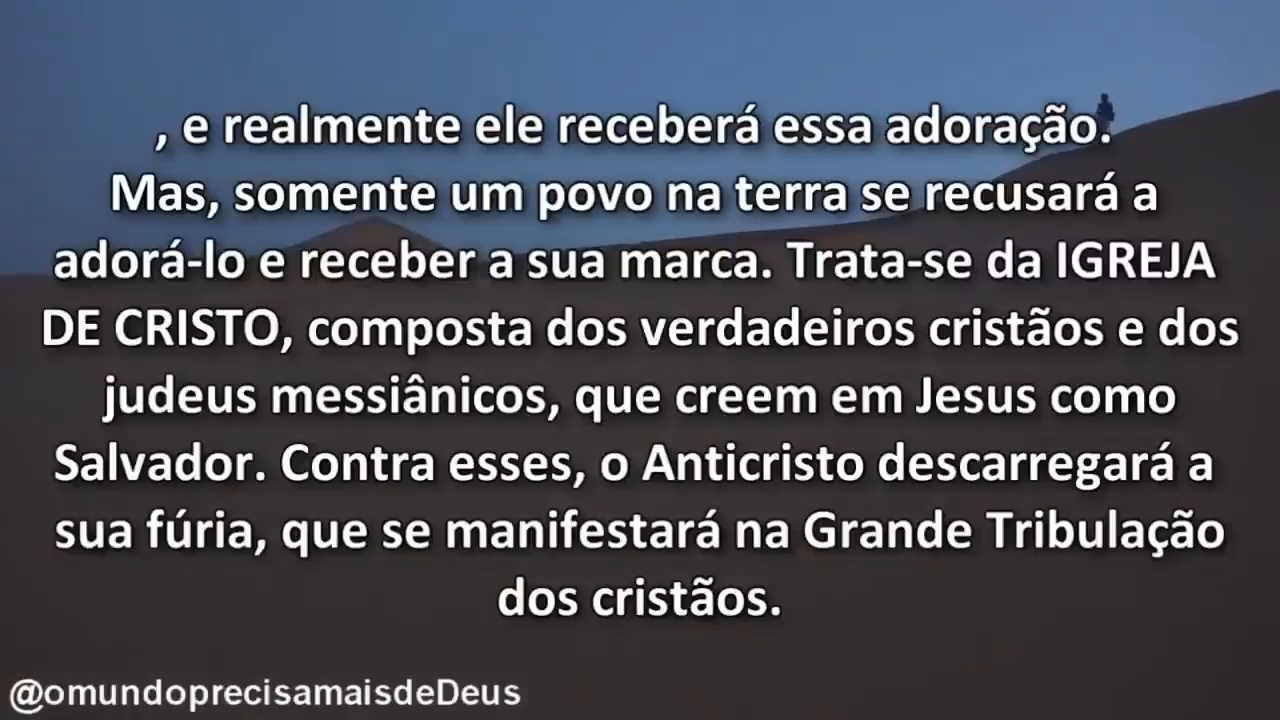 , e realmente ele receberá essa adoração.
Mas, somente um povo na terra se recusará a
adorá-lo e receber a sua marca. Trata-se da IGREJA
DE CRISTO, composta dos verdadeiros cristãos e dos
judeus messiânicos, que creem em Jesus como
Salvador. Contra esses, o Anticristo descarregará a
sua fúria, que se manifestará na Grande Tribulação
dos cristãos.
@omundoprecisamaisdeDeus